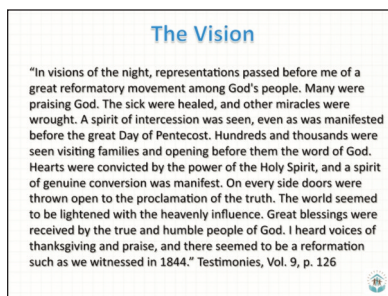 The Vision
“In visions of the night, representations passed before me of a
great reformatory movement among God's people. Many were
praising God. The sick were healed, and other miracles were
wrought. A spirit of intercession was seen, even as was manifested
before the great Day of Pentecost. Hundreds and thousands were
seen visiting families and opening before them the word of God.
Hearts were convicted by the power of the Holy Spirit, and a spirit
of genuine conversion was manifest. On every side doors were
thrown open to the proclamation of the truth. The world seemed
to be lightened with the heavenly influence. Great blessings were
received by the true and humble people of God. I heard voices of
thanksgiving and praise, and there seemed to be a reformation
such as we witnessed in 1844.” Testimonies, Vol. 9, p. 126